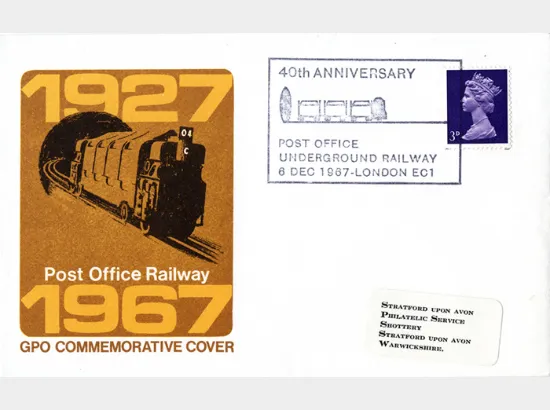 1927
04
C
Post Office Railway
1967
GPO COMMEMORATIVE COVER
40th ANNIVERSARY
POST OFFICE
UNDERGROUND RAILWAY
6 DEC 1967-LONDON EC1
3D
STRATFORD UPON AVON
PHILATELIC SERVICE
SHOTTERY
STRATFORD UPON AVON
WARWICKSHIRE.